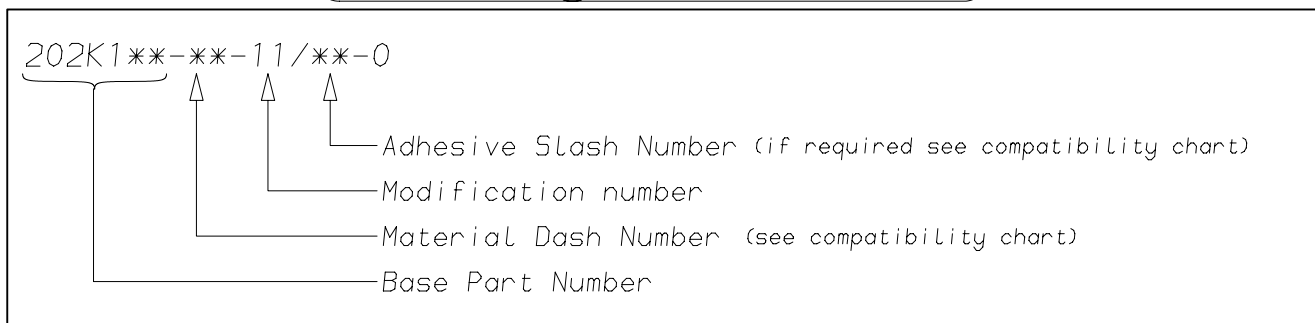 202K1**-**-11/**-0
Adhesive Slash Number (if required see compatibility chart)
Modification number
Material Dash Number (see compatibility chart)
Base Part Number